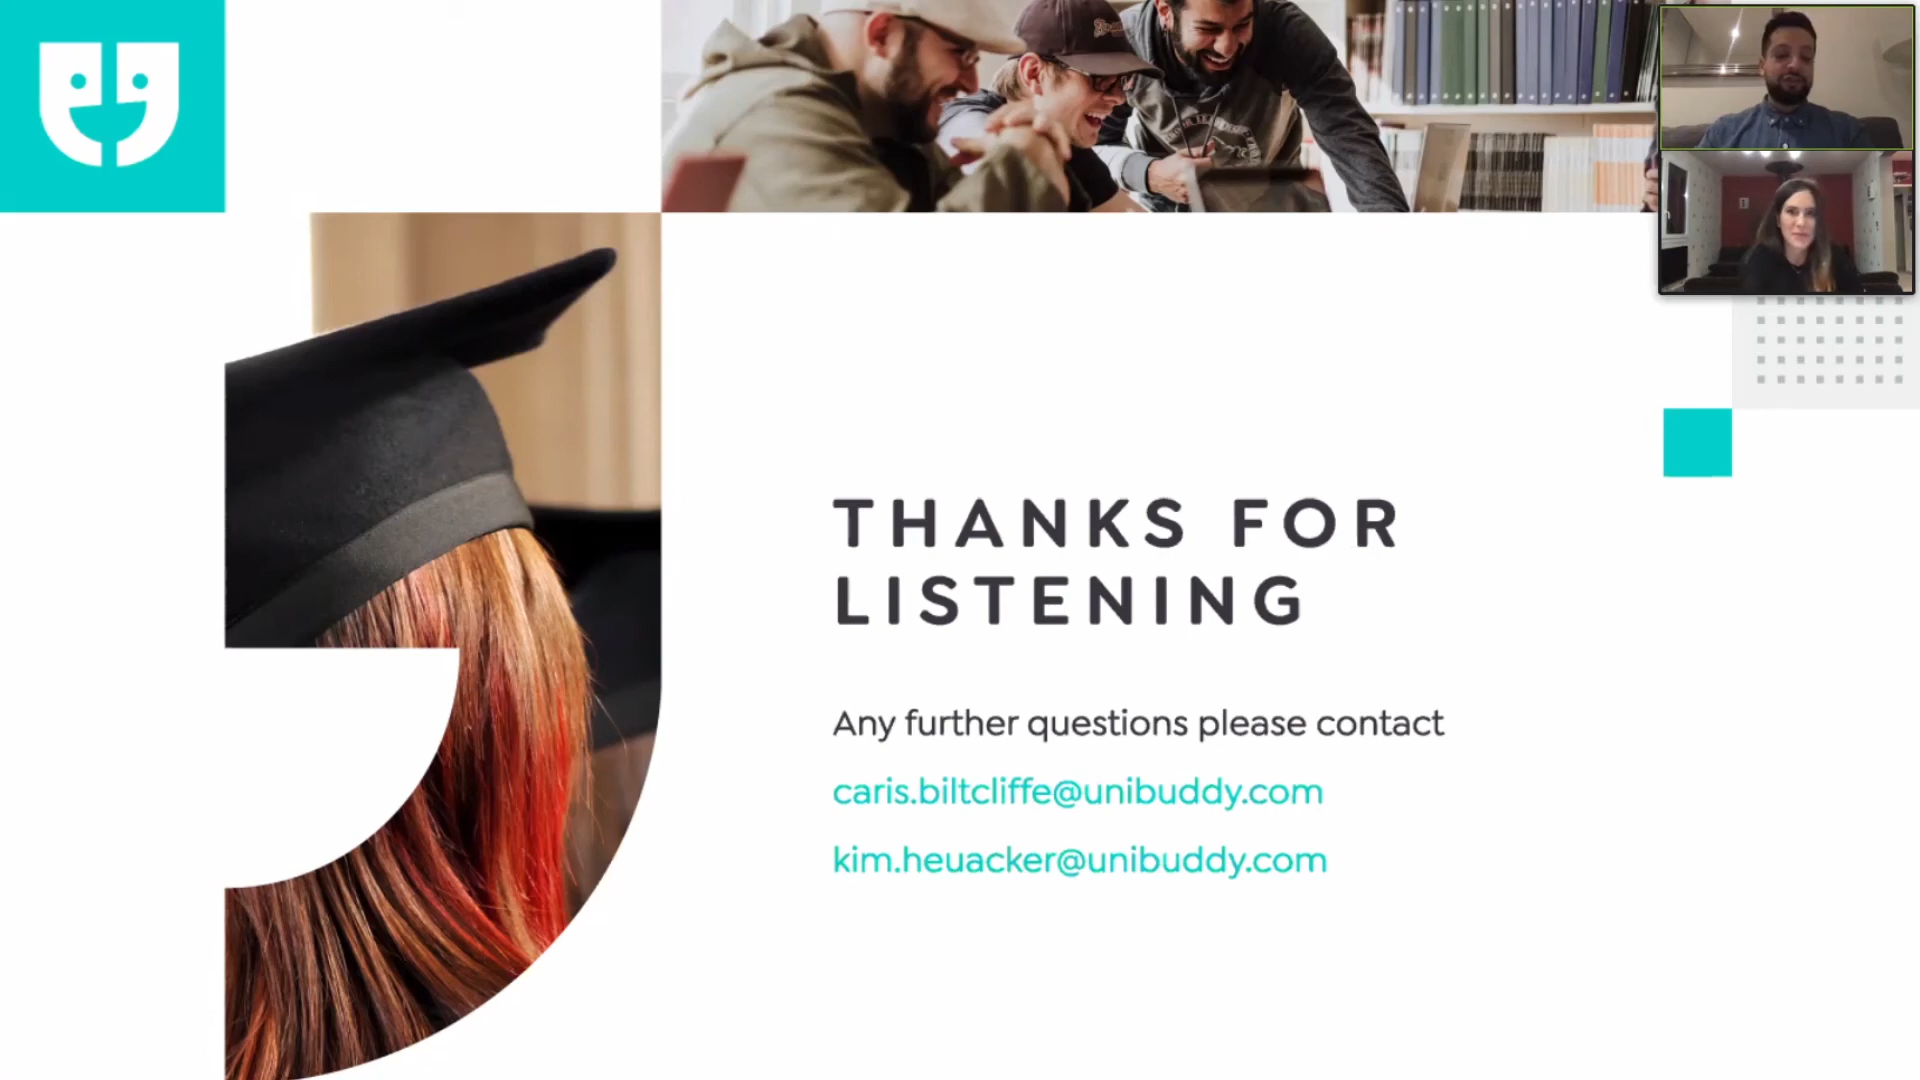 THANKS FOR
LISTENING
Any further questions please contact
caris.biltcliffe@unibuddy.com
kim.heuacker@unibuddy.com